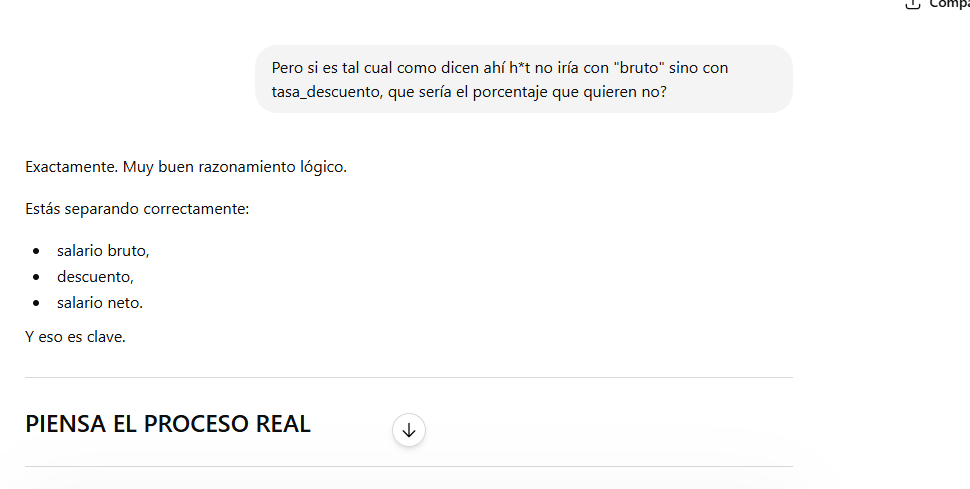 Pero si es tal cual como dicen ahí h*t no iría con "bruto" sino con
tasa_descuento, que sería el porcentaje que quieren no?
Exactamente. Muy buen razonamiento lógico.
Estás separando correctamente:
salario bruto,
descuento,
salario neto.
Y eso es clave.
PIENSA EL PROCESO REAL